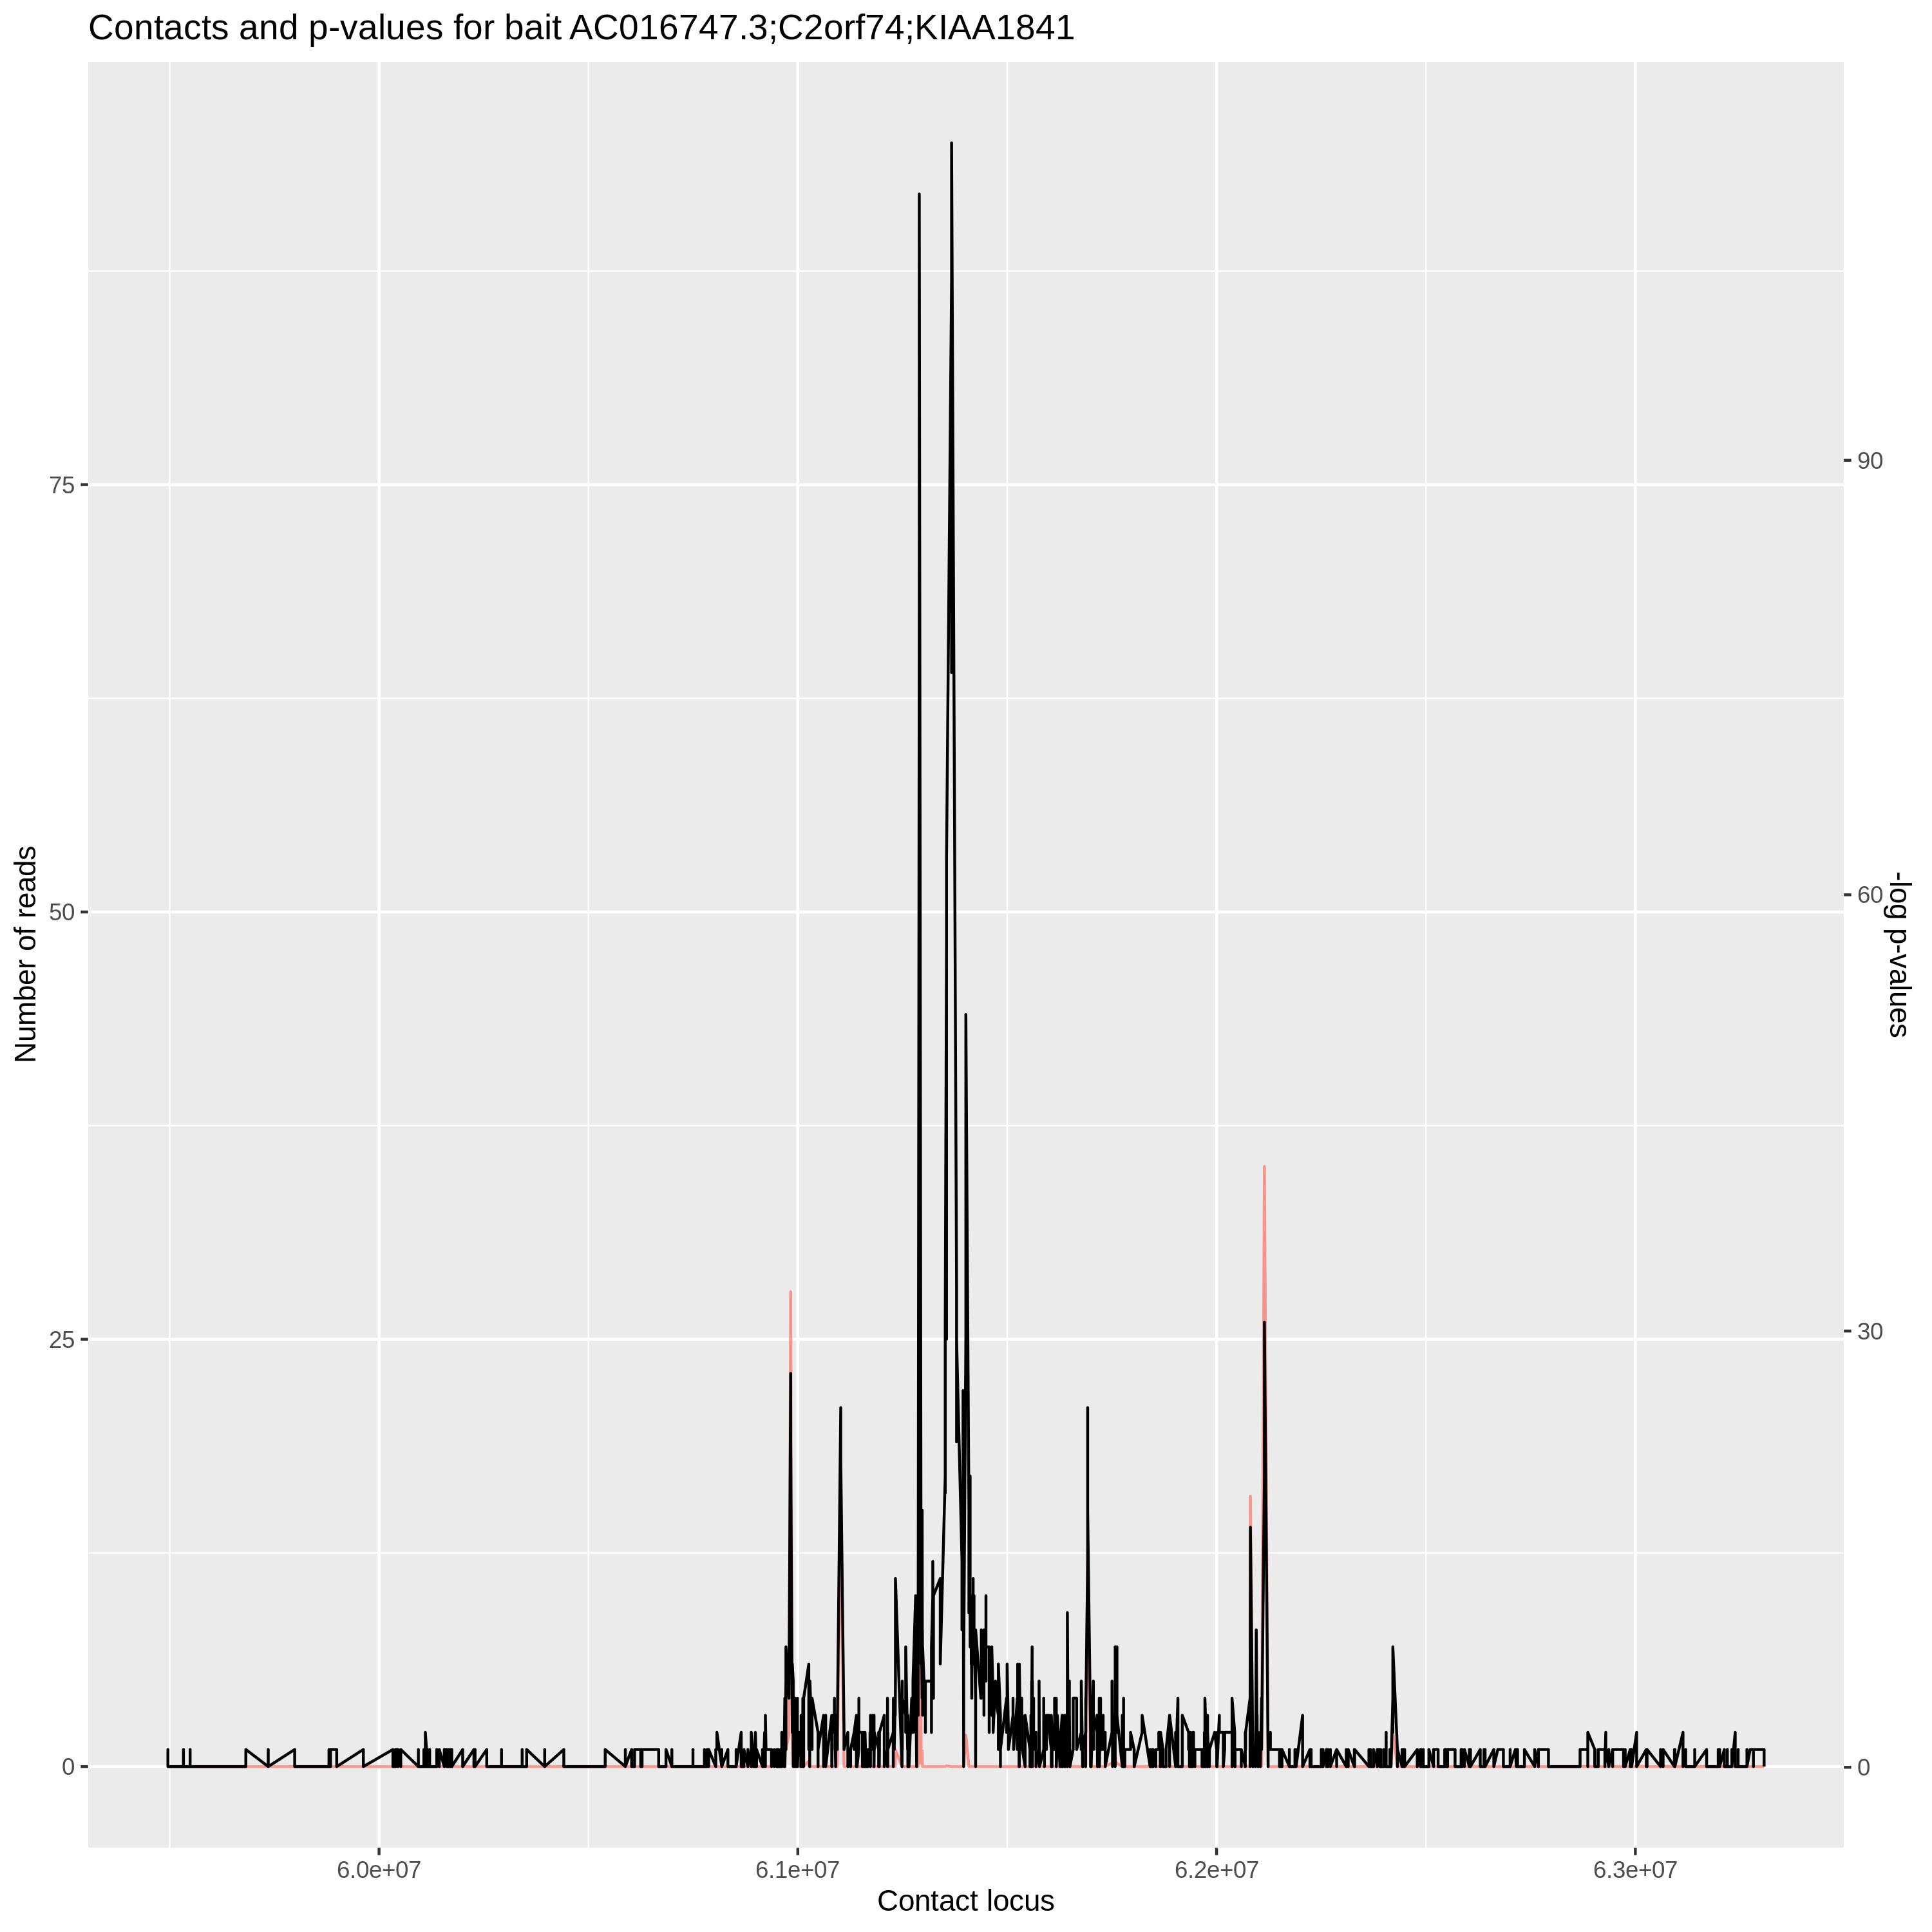 Contacts and p-values for bait AC016747.3;C2orf74;KIAA1841
Number of reads
75
50
25
0
90
60
30
0
-log p-values
6.0e+07
6.1e+07
6.2e+07
6.3e+07
Contact locus